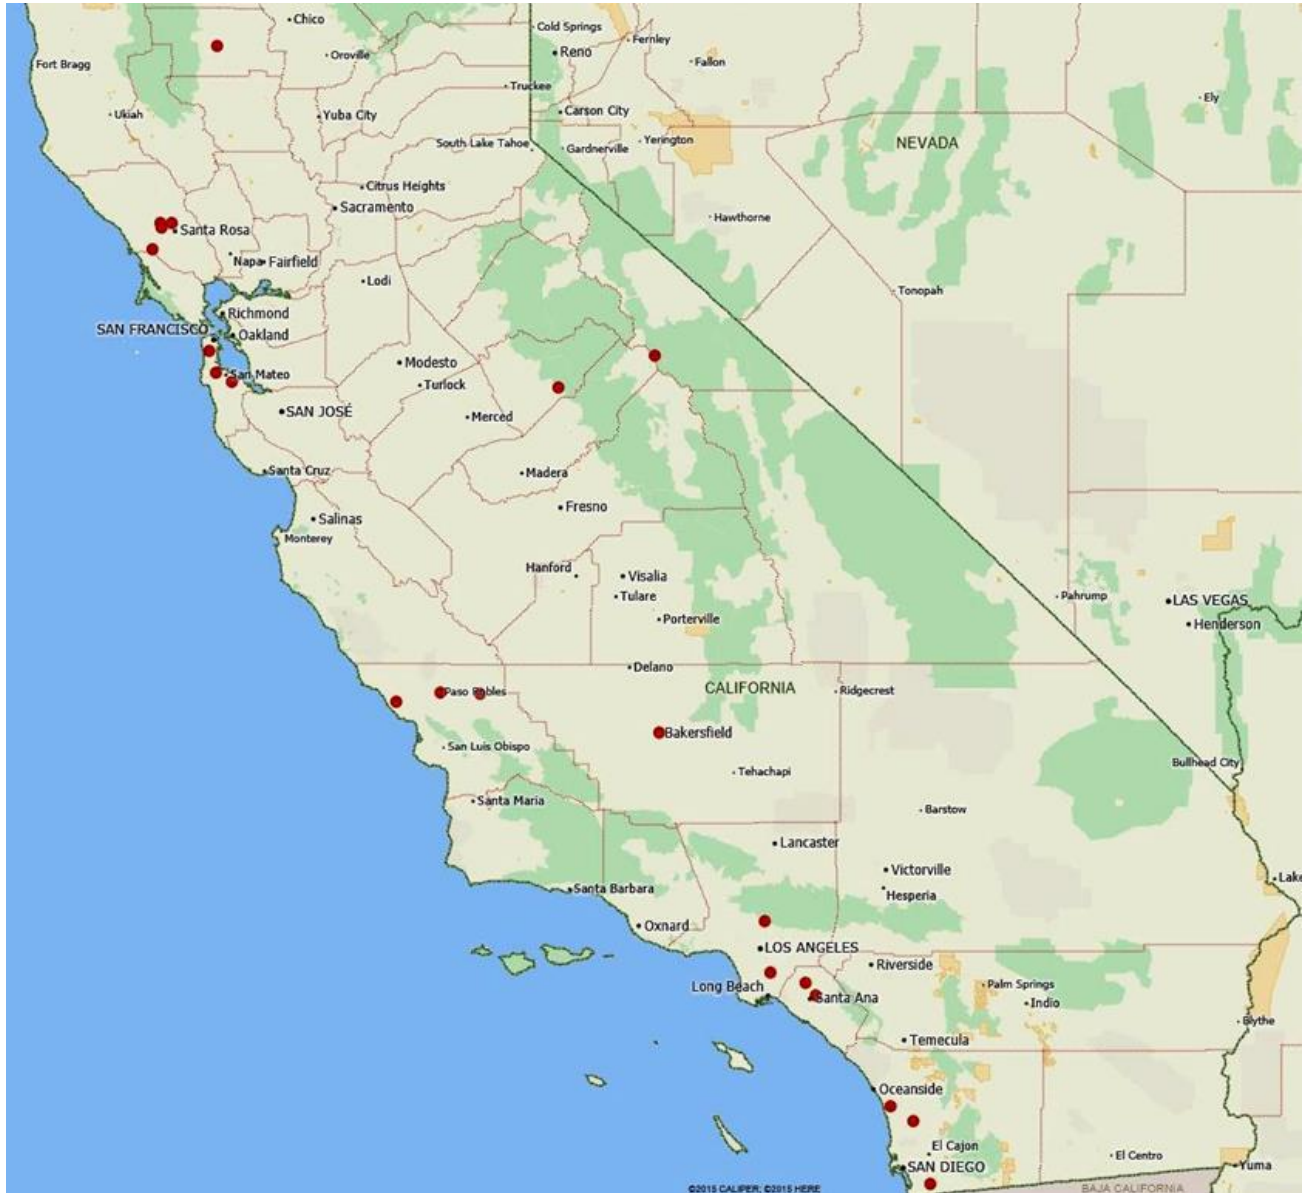 Chico
Cold Springs
Fernley
Reno
Oroville
Fort Bragg
Fallon
Truckee
Ely
Ukiah
Yuba City
Carson City
South Lake Tahoe
Gardnerville
Yerington
NEVADA
Citrus Heights
Sacramento
Hawthorne
Santa Rosa
Napa
Fairfield
Lodi
Tonopah
Richmond
SAN FRANCISCO
Oakland
Modesto
San Mateo
Turlock
SAN JOSÉ
Merced
Santa Cruz
Madera
Fresno
Salinas
Monterey
Hanford
Visalia
Tulare
Pahrump
LAS VEGAS
Porterville
Henderson
Delano
CALIFORNIA
Ridgecrest
Paso Robles
Bakersfield
San Luis Obispo
Tehachapi
Bullhead City
Santa Maria
Barstow
Lancaster
Victorville
Lake
Santa Barbara
Hesperia
Oxnard
LOS ANGELES
Riverside
Long Beach
Santa Ana
Palm Springs
Indio
Blythe
Temecula
Oceanside
El Cajon
El Centro
SAN DIEGO
Yuma
©2015 CALIPER; ©2015 HERE
BAJA CALIFORNIA